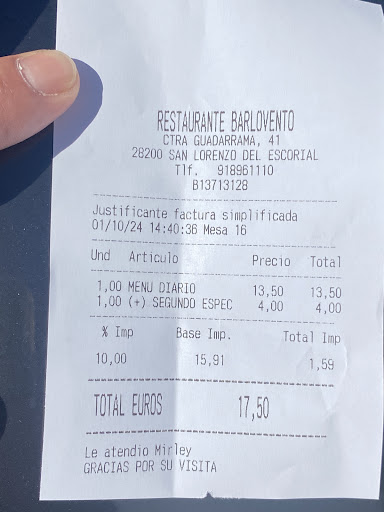 RESTAURANTE BARLOVENTO
CTRA GUADARRAMA, 41
28200 SAN LORENZO DEL ESCORIAL
Tlf. 918961110
B13713128
Justificante factura simplificada
01/10/24 14:40:36 Mesa 16
Und Articulo Precio Total
1,00 MENU DIARIO 13,50 13,50
1,00 (+) SEGUNDO ESPEC 4,00 4,00
% Imp Base Imp. Total Imp
10,00 15,91 1,59
TOTAL EUROS 17,50
Le atendio Mirley
GRACIAS POR SU VISITA